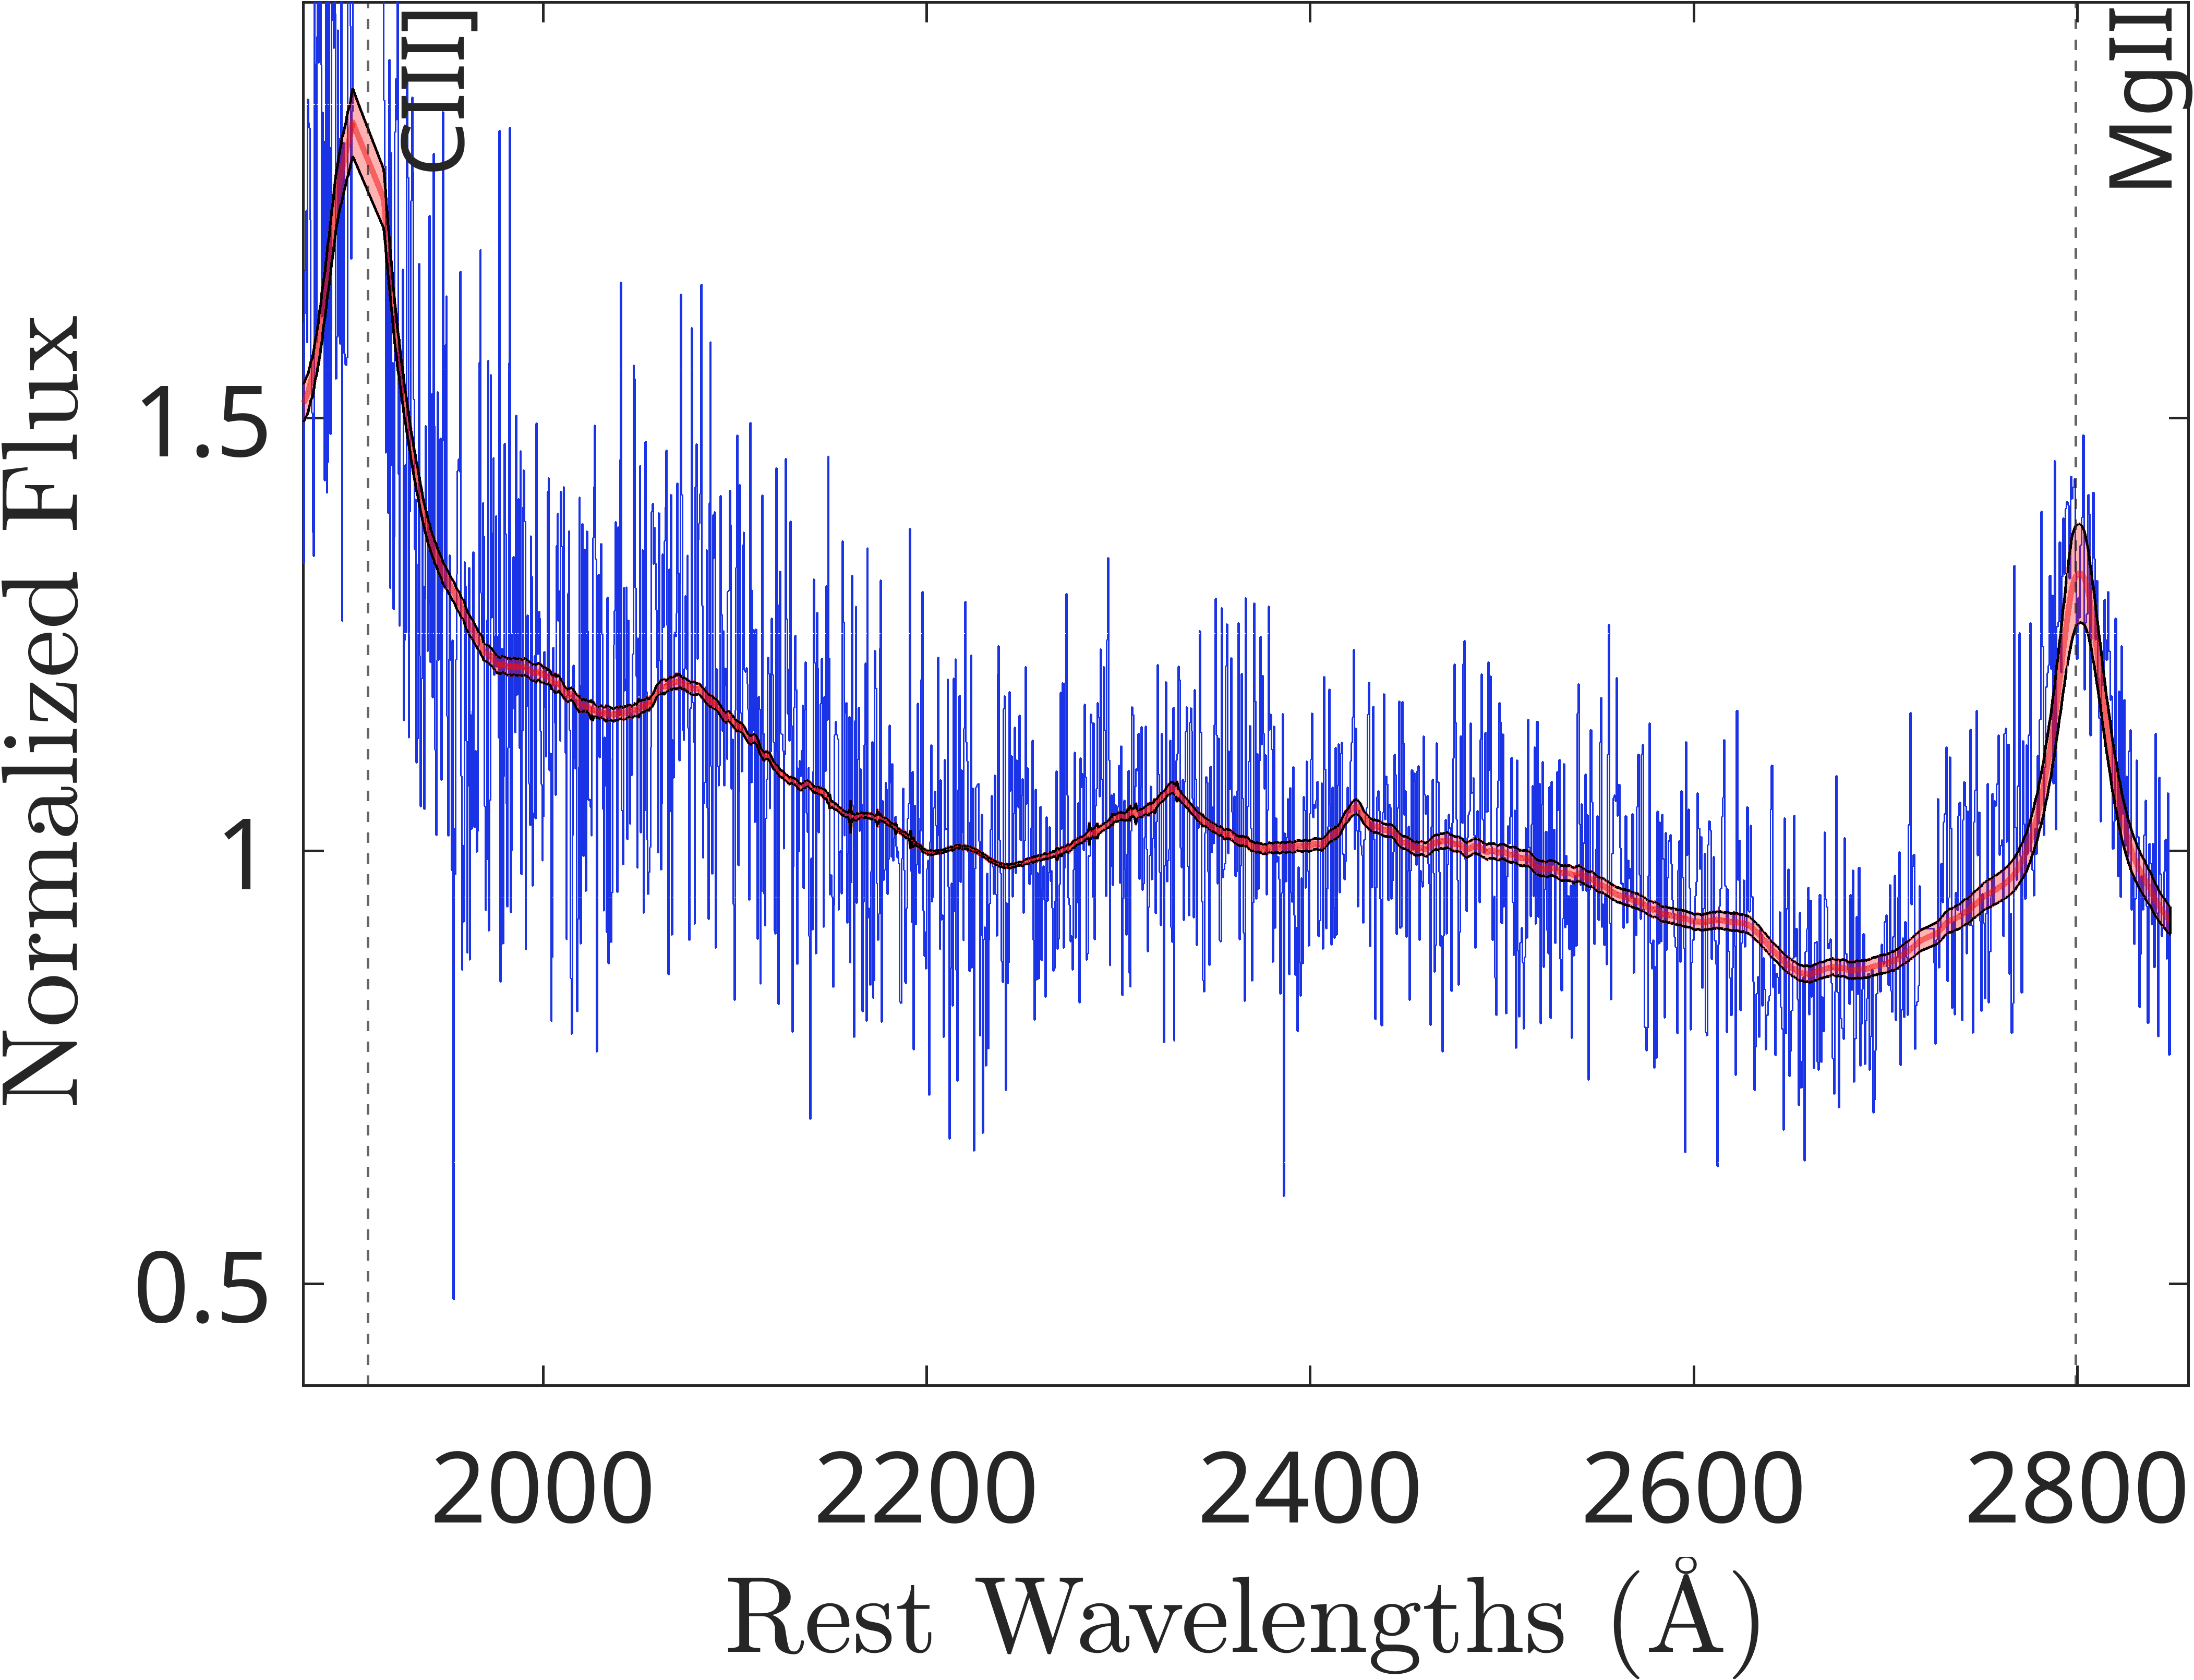 CIII]
MgII
Normalized Flux
1.5
1
0.5
2000 2200 2400 2600 2800
Rest Wavelengths (Å)